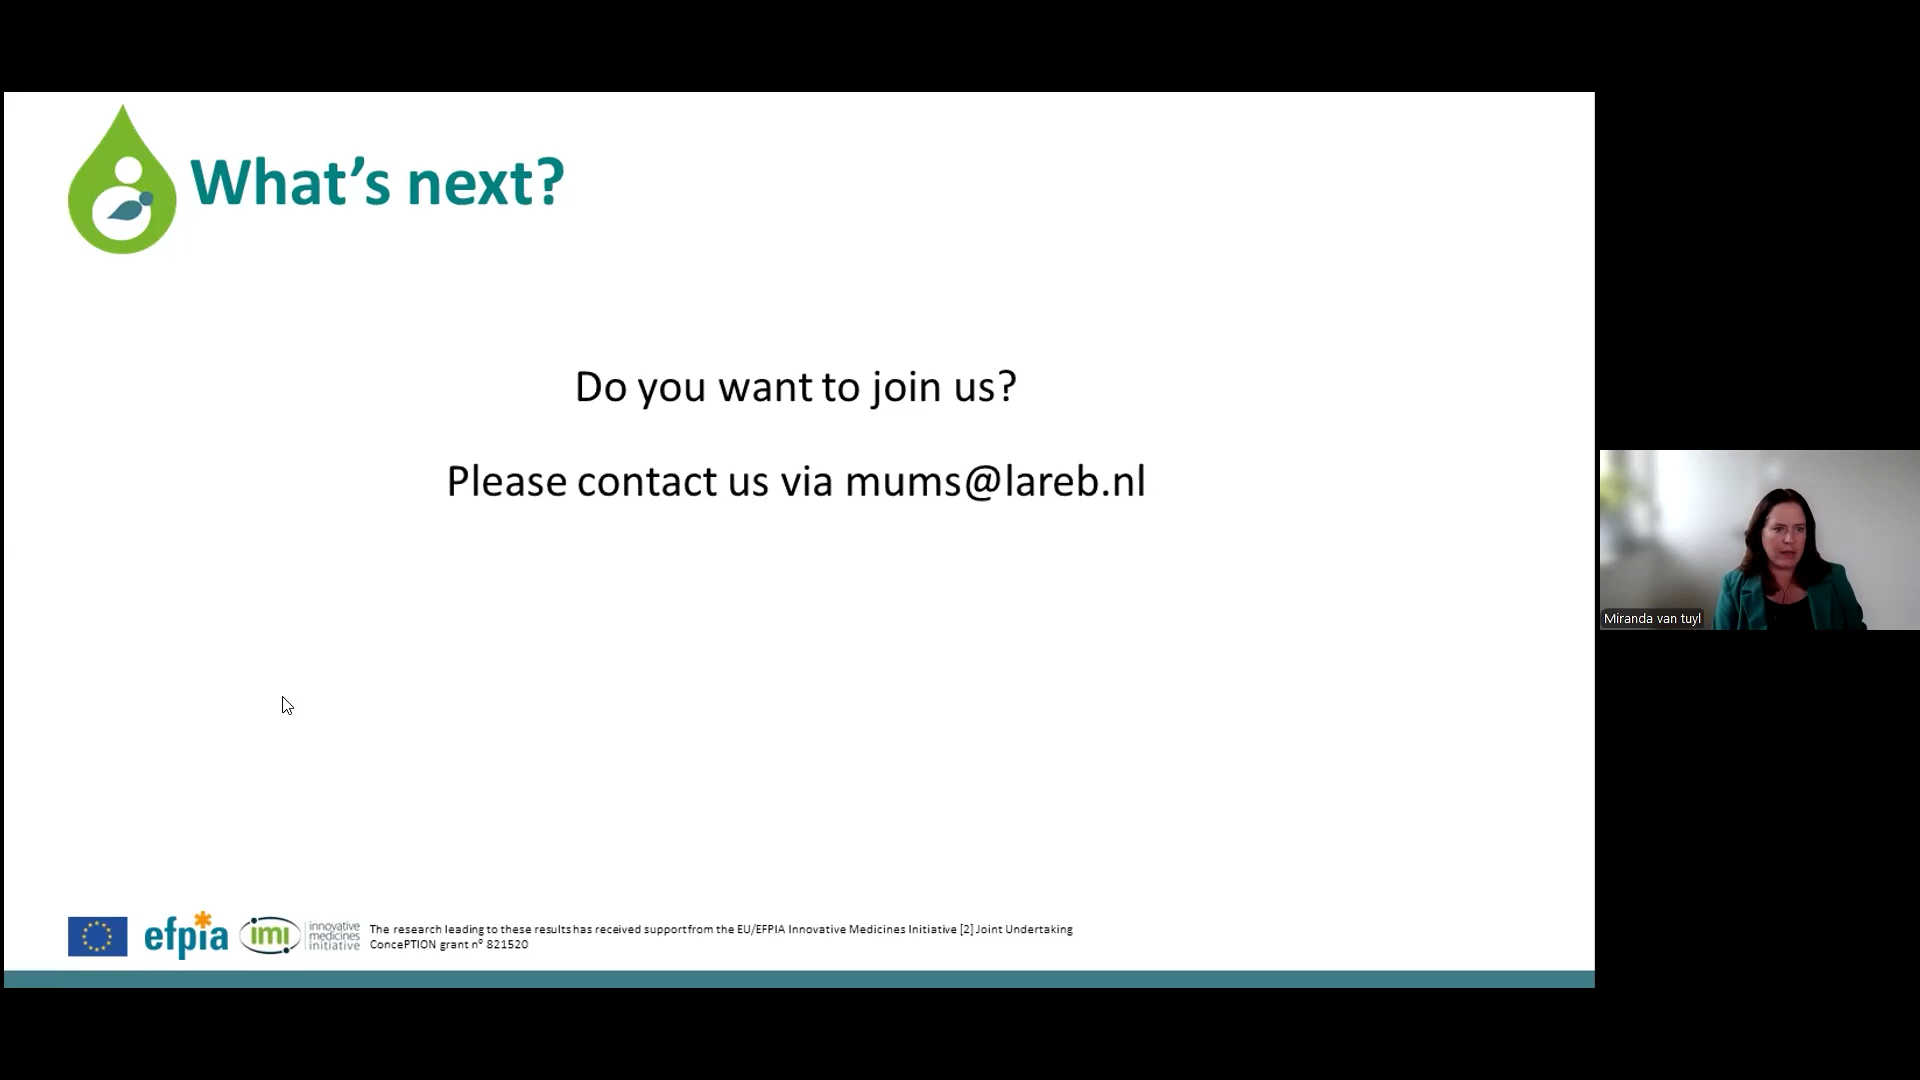 What's next?
Do you want to join us?
Please contact us via mums@lareb.nl
Miranda van tuyl
efpia
imi
innovative
medicines
initiative
The research leading to these results has received support from the EU/EFPIA Innovative Medicines Initiative [2] Joint Undertaking
ConcePTION grant nº 821520